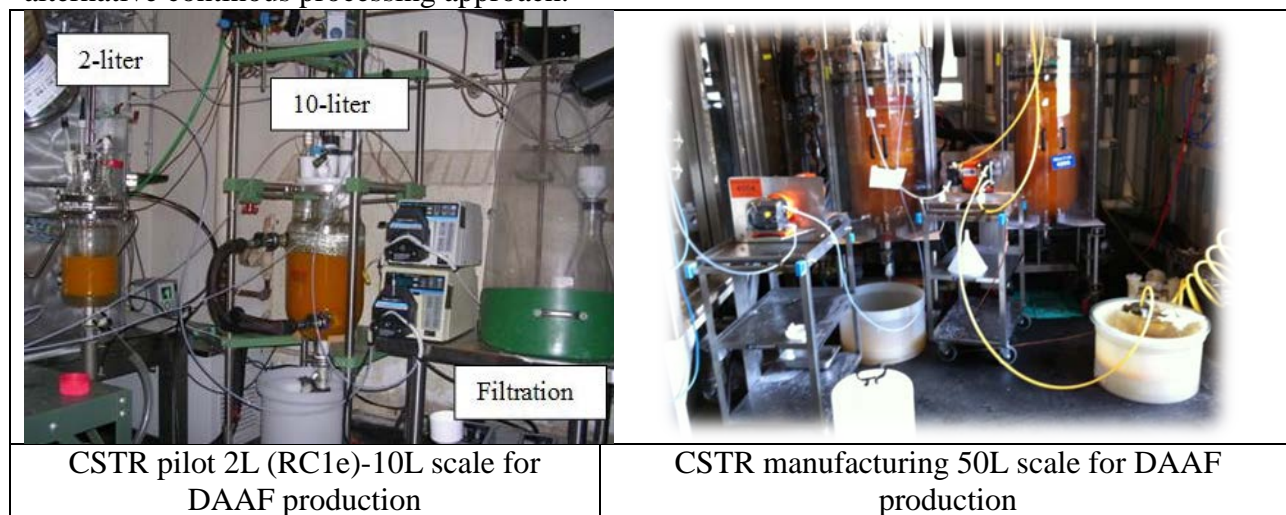 alternative continuous processing approach.
2-liter
10-liter
Filtration
CSTR pilot 2L (RC1e)-10L scale for
DAAF production
CSTR manufacturing 50L scale for DAAF
production